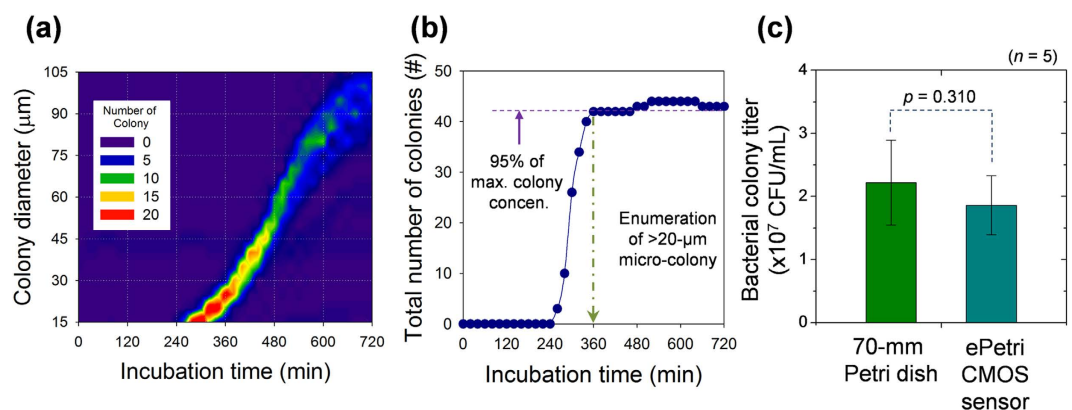 (a)
Colony diameter (μm)
105
90
75
60
45
30
15
Number of
Colony
0
5
10
15
20
0 120 240 360 480 600 720
Incubation time (min)
(b)
Total number of colonies (#)
50
40
30
20
10
0
95% of
max. colony
concen.
Enumeration
of >20-μm
micro-colony
0 120 240 360 480 600 720
Incubation time (min)
(c)
(n = 5)
Bacterial colony titer
(x10⁷ CFU/mL)
4
3
2
1
0
p = 0.310
70-mm
Petri dish
ePetri
CMOS
sensor